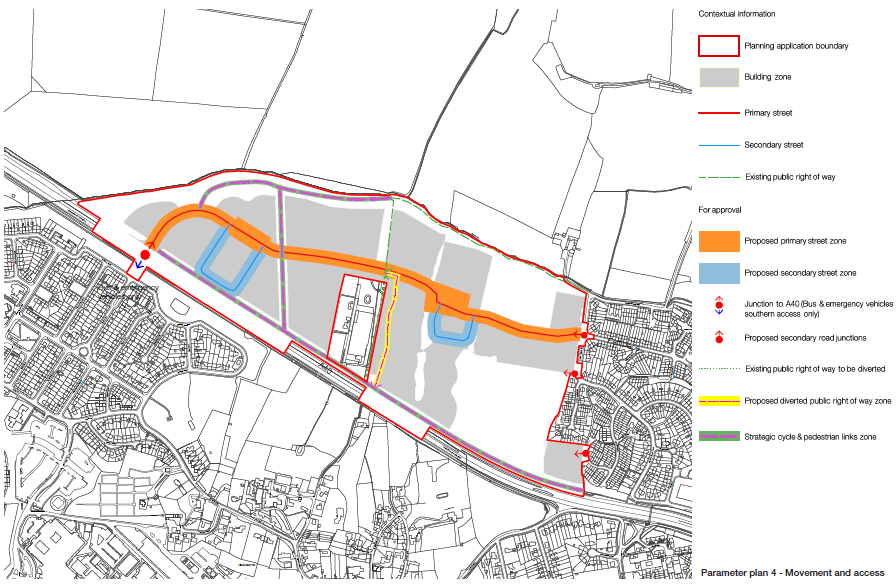 Contextual information
Planning application boundary
Building zone
Primary street
Secondary street
Existing public right of way
For approval
Proposed primary street zone
Proposed secondary street zone
Junction to A40 (Bus & emergency vehicles
southern access only)
Proposed secondary road junctions
Existing public right of way to be diverted
Proposed diverted public right of way zone
Strategic cycle & pedestrian links zone
emergency
A40
Parameter plan 4 - Movement and access